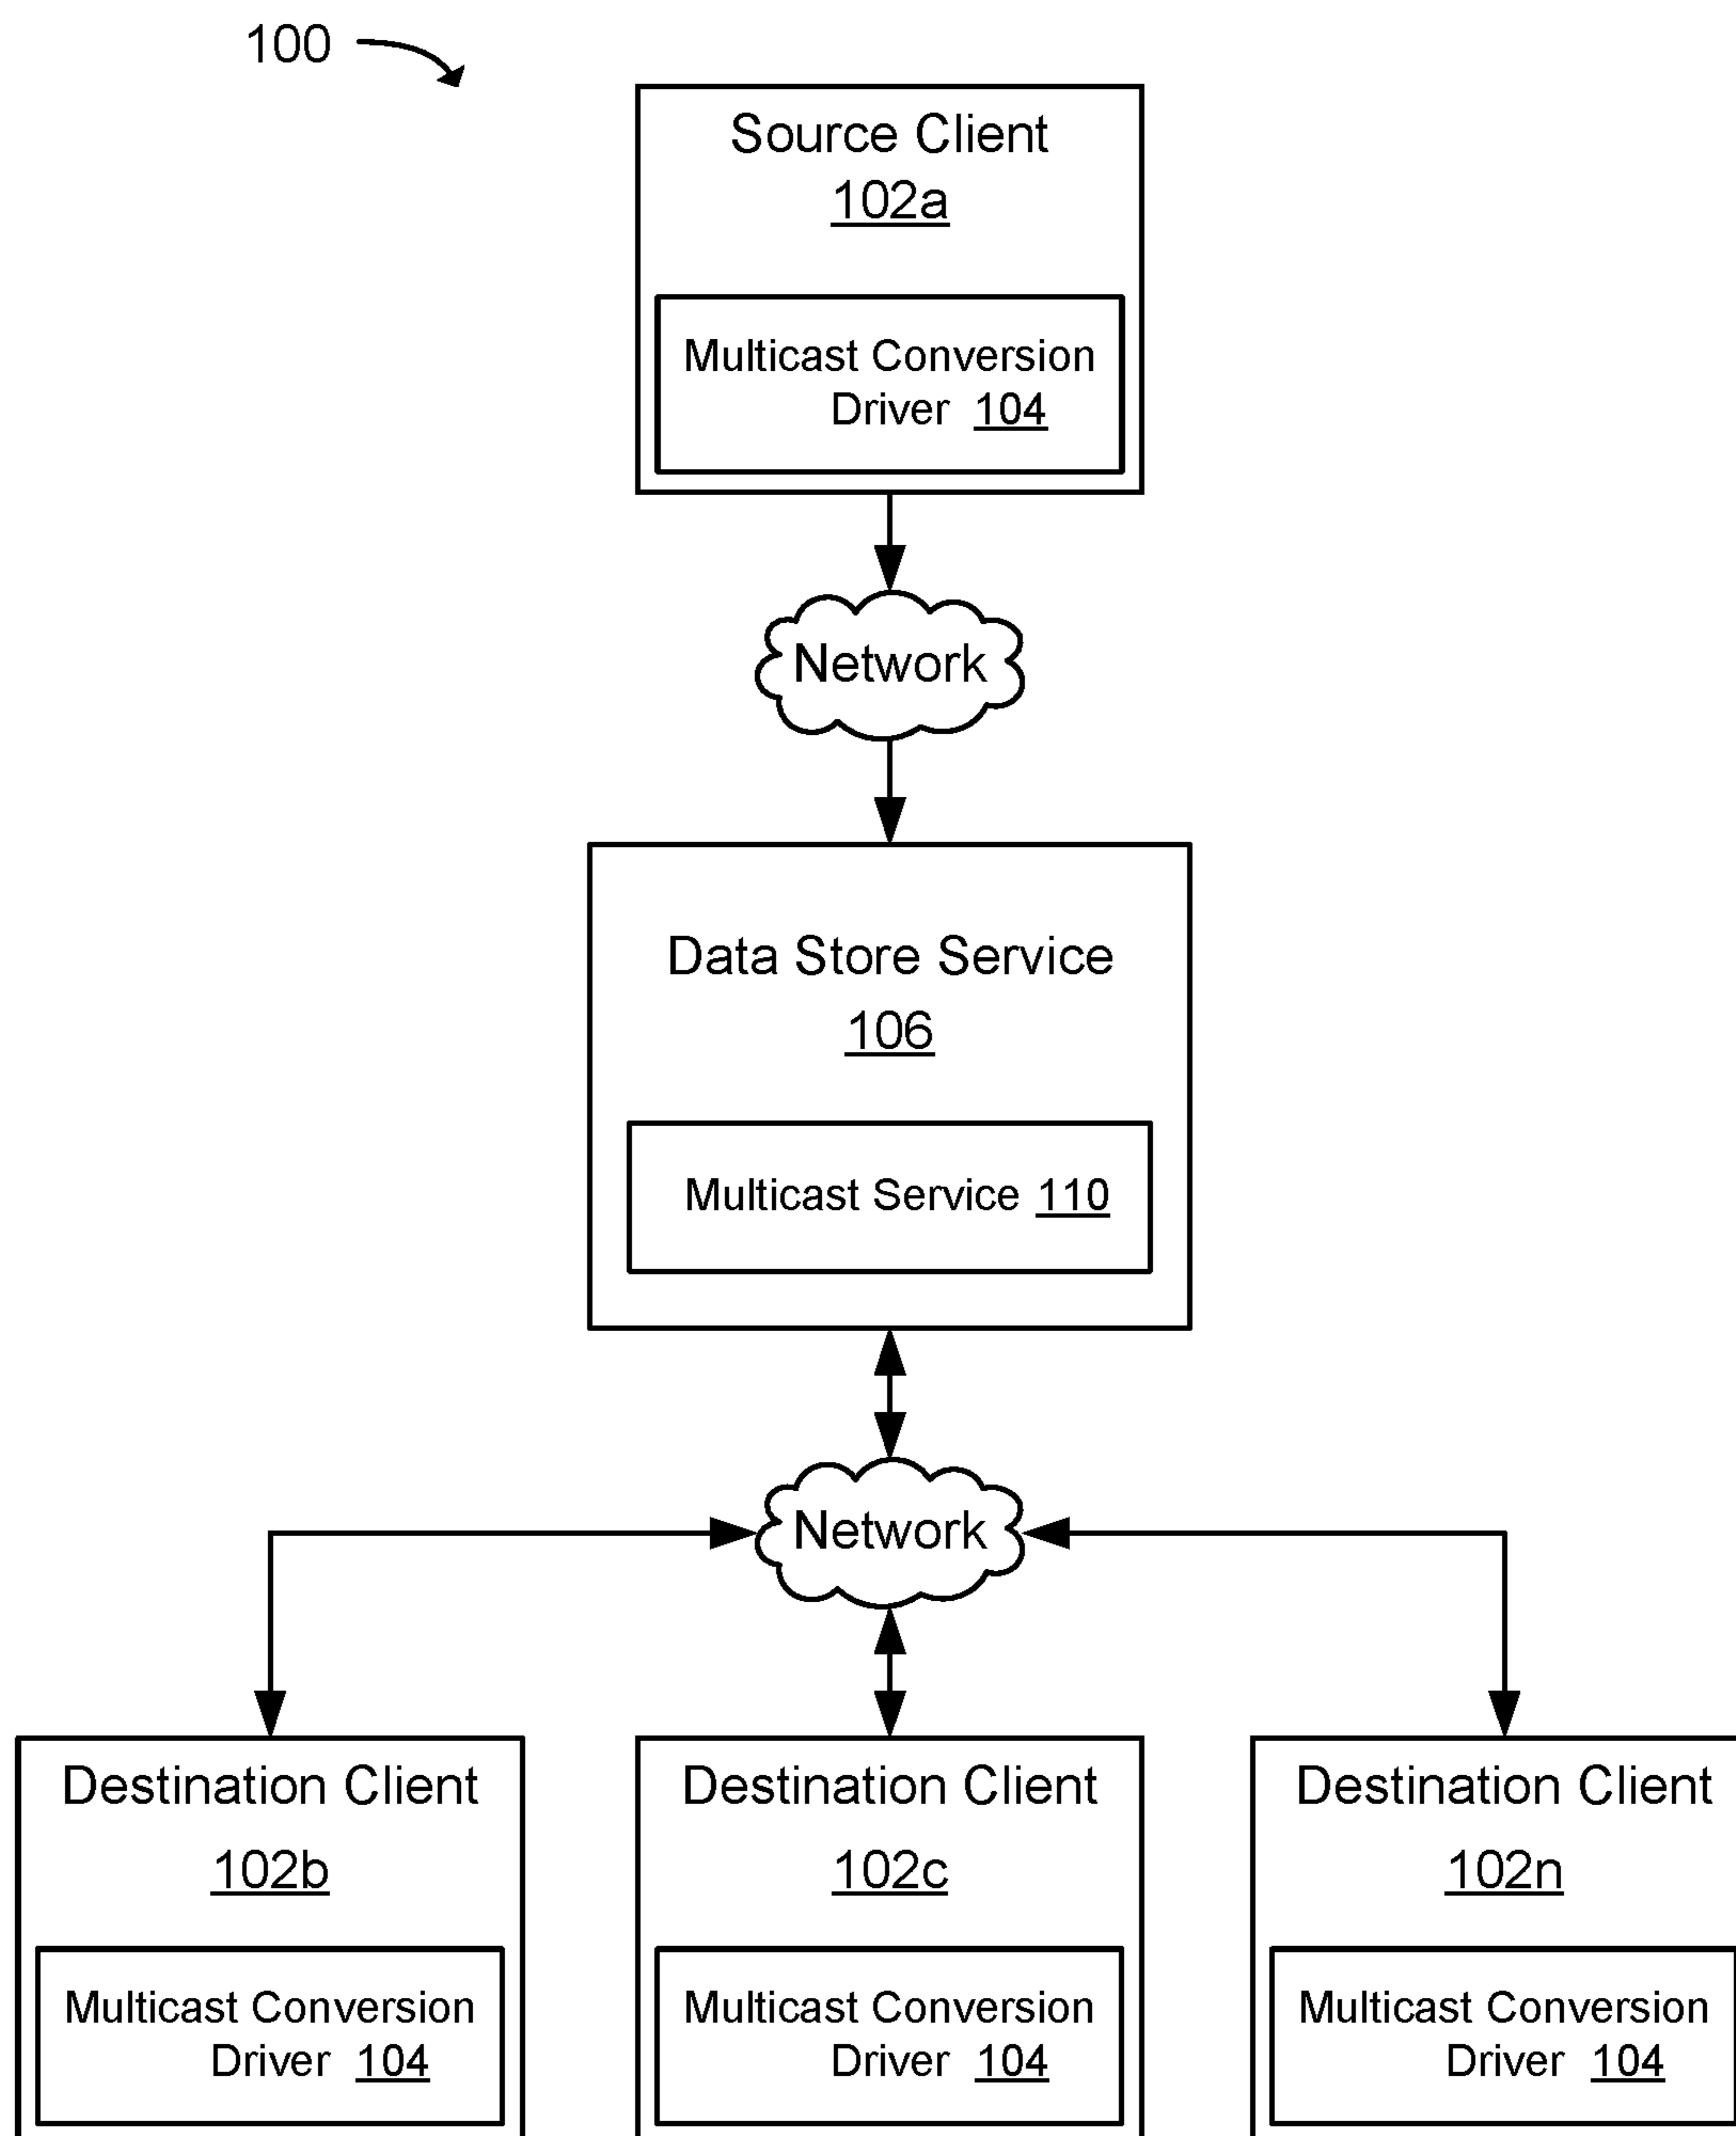 100
Source Client
102a
Multicast Conversion
Driver 104
Network
Data Store Service
106
Multicast Service 110
Network
Destination Client
102b
Multicast Conversion
Driver 104
Destination Client
102c
Multicast Conversion
Driver 104
Destination Client
102n
Multicast Conversion
Driver 104